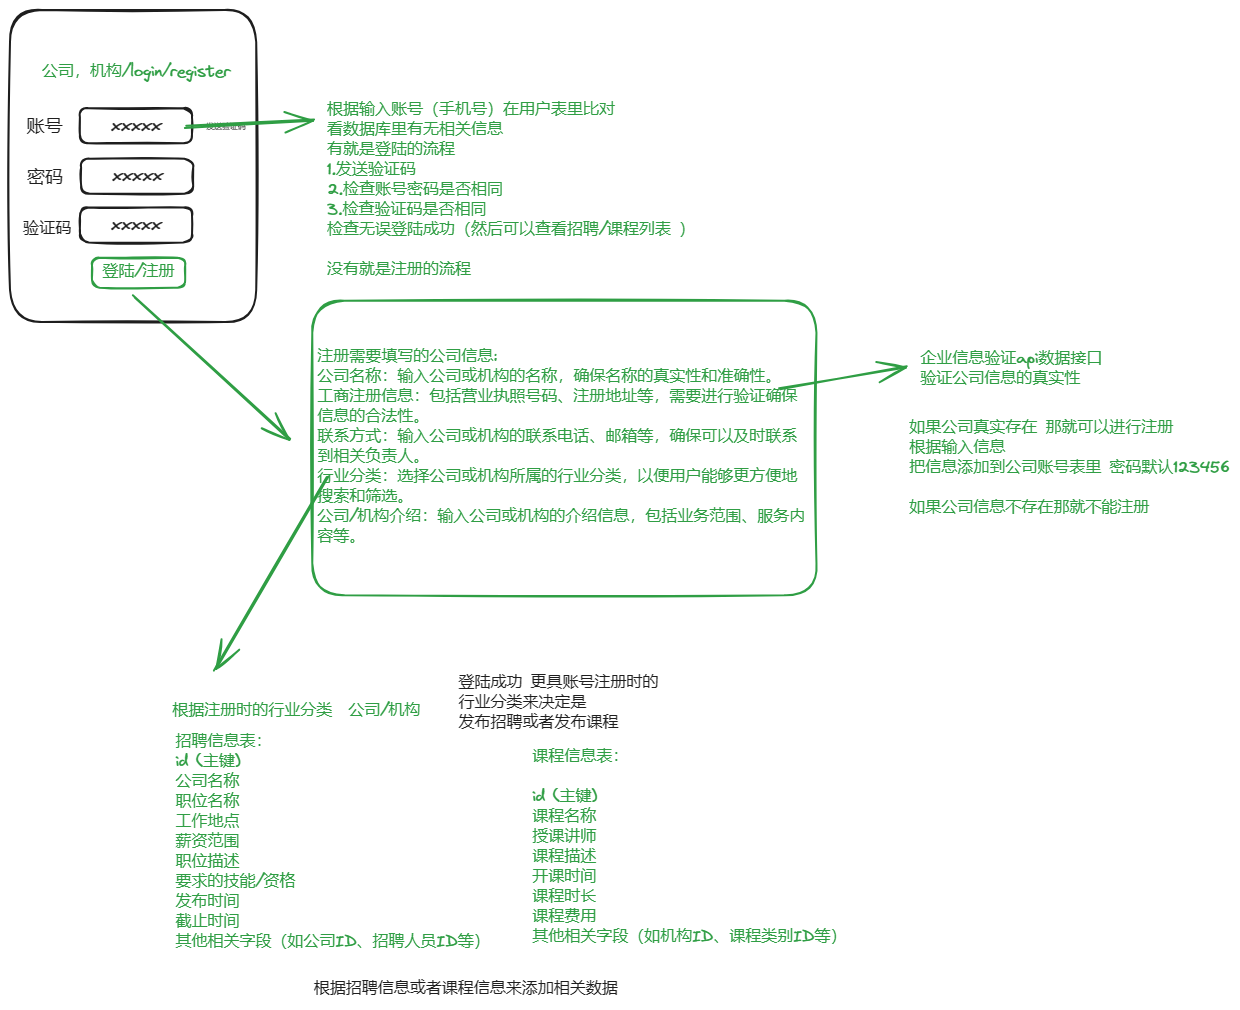 公司，机构/login/register
账号
xxxxx
发送验证码
密码
xxxxx
验证码
xxxxx
登陆/注册
根据输入账号（手机号）在用户表里比对
看数据库里有无相关信息
有就是登陆的流程
1.发送验证码
2.检查账号密码是否相同
3.检查验证码是否相同
检查无误登陆成功（然后可以查看招聘/课程列表 ）
没有就是注册的流程
注册需要填写的公司信息:
公司名称：输入公司或机构的名称，确保名称的真实性和准确性。
工商注册信息：包括营业执照号码、注册地址等，需要进行验证确保
信息的合法性。
联系方式：输入公司或机构的联系电话、邮箱等，确保可以及时联系
到相关负责人。
行业分类：选择公司或机构所属的行业分类，以便用户能够更方便地
搜索和筛选。
公司/机构介绍：输入公司或机构的介绍信息，包括业务范围、服务内
容等。
企业信息验证api数据接口
验证公司信息的真实性
如果公司真实存在 那就可以进行注册
根据输入信息
把信息添加到公司账号表里 密码默认123456
如果公司信息不存在那就不能注册
登陆成功 更具账号注册时的
行业分类来决定是
发布招聘或者发布课程
根据注册时的行业分类 公司/机构
招聘信息表：
id（主键）
公司名称
职位名称
工作地点
薪资范围
职位描述
要求的技能/资格
发布时间
截止时间
其他相关字段（如公司ID、招聘人员ID等）
课程信息表：
id（主键）
课程名称
授课讲师
课程描述
开课时间
课程时长
课程费用
其他相关字段（如机构ID、课程类别ID等）
根据招聘信息或者课程信息来添加相关数据